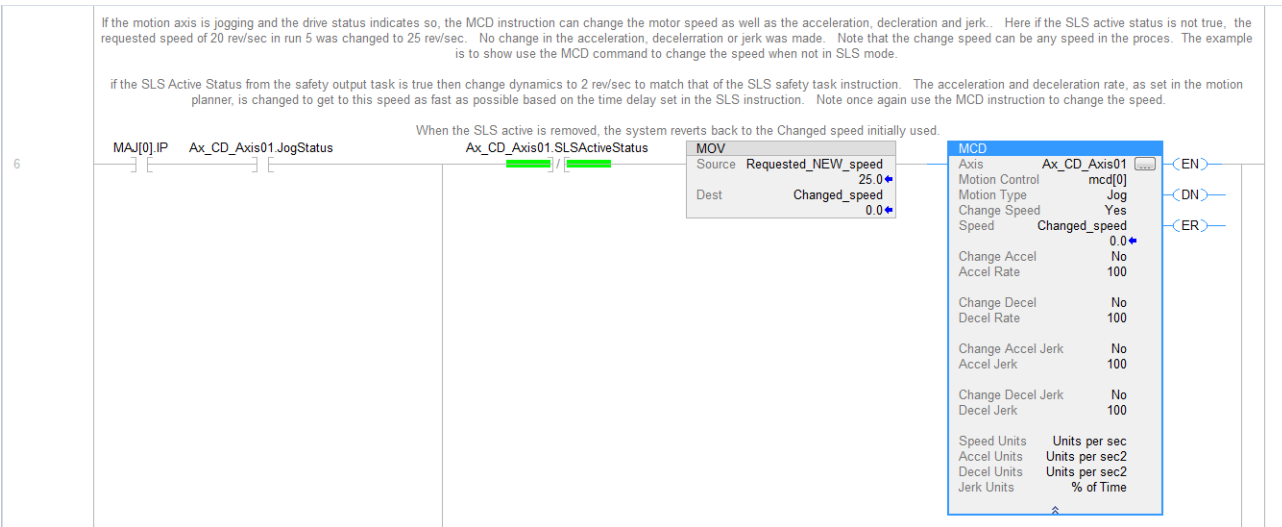 If the motion axis is jogging and the drive status indicates so, the MCD instruction can change the motor speed as well as the acceleration, decleration and jerk..   Here if the SLS active status is not true,  the
requested speed of 20 rev/sec in run 5 was changed to 25 rev/sec.   No change in the acceleration, decelerration or jerk was made.   Note that the change speed can be any speed in the proces.  The example
is to show use the MCD command to change the speed when not in SLS mode.
if the SLS Active Status from the safety output task is true then change dynamics to 2 rev/sec to match that of the SLS safety task instruction.   The acceleration and deceleration rate, as set in the motion
planner, is changed to get to this speed as fast as possible based on the time delay set in the SLS instruction.   Note once again use the MCD instruction to change the speed.
When the SLS active is removed, the system reverts back to the Changed speed initially used.
6
MAJ[0].IP
Ax_CD_Axis01.JogStatus
Ax_CD_Axis01.SLSActiveStatus
MOV
Source Requested_NEW_speed
25.0
Dest Changed_speed
0.0
MCD
Axis Ax_CD_Axis01 ...
Motion Control mcd[0]
Motion Type Jog
Change Speed Yes
Speed Changed_speed
0.0
Change Accel No
Accel Rate 100
Change Decel No
Decel Rate 100
Change Accel Jerk No
Accel Jerk 100
Change Decel Jerk No
Decel Jerk 100
Speed Units Units per sec
Accel Units Units per sec2
Decel Units Units per sec2
Jerk Units % of Time
EN
DN
ER